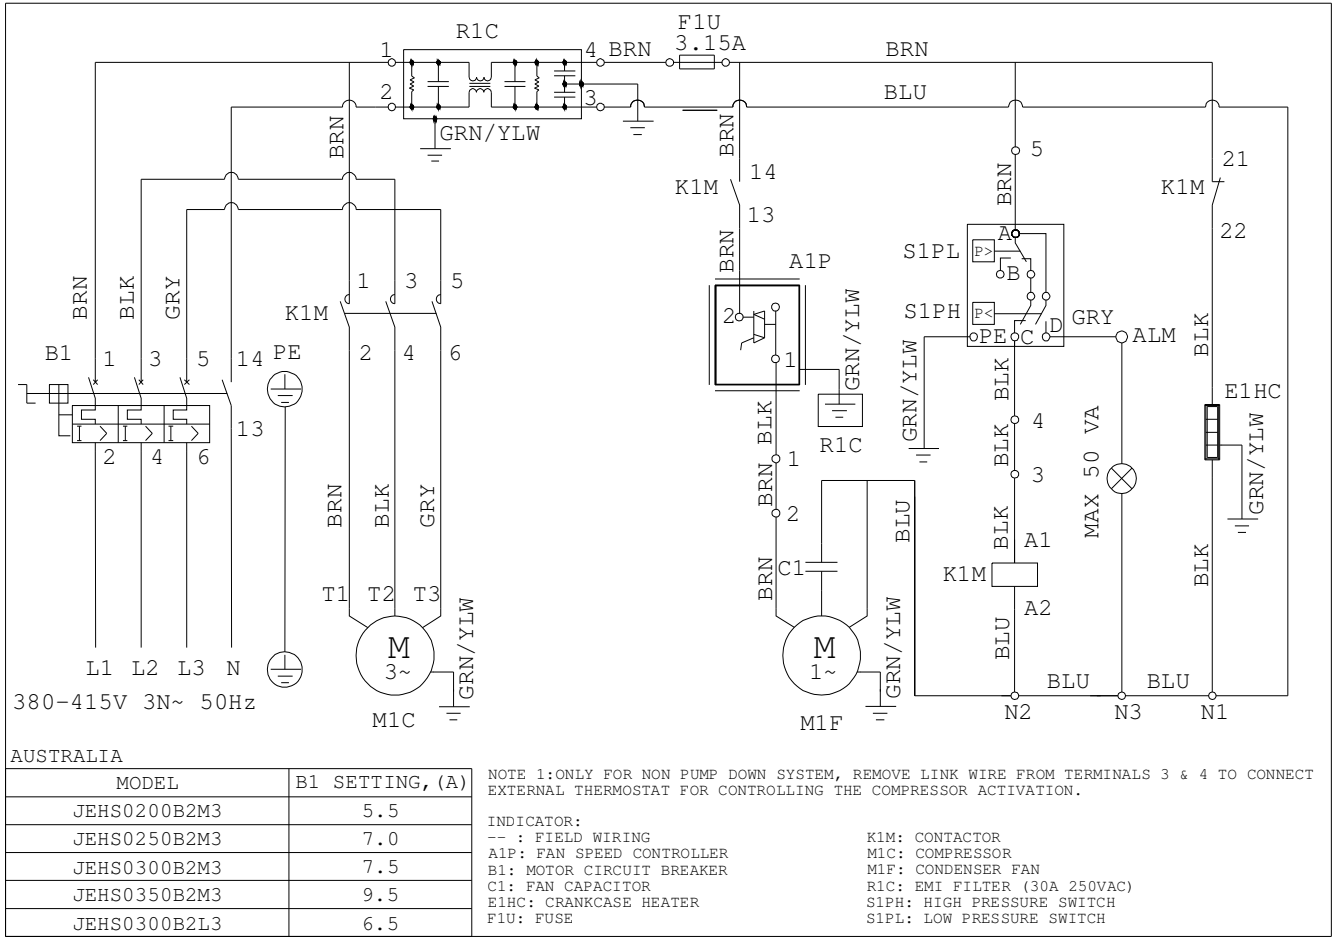 R1C
F1U
3.15A
1
4
BRN
BRN
2
3
BLU
GRN/YLW
BRN
BRN
14
K1M
13
BRN
5
BRN
21
K1M
22
A
S1PL
P>
B
S1PH
P<
PE
C
D
GRY
ALM
A1P
2
1
GRN/YLW
R1C
BRN
BLK
GRY
1
3
5
K1M
2
4
6
B1
1
3
5
14
PE
I >
I >
I >
13
2
4
6
BLK
1
BRN
2
GRN/YLW
BLK
4
BLK
3
MAX 50 VA
BLK
E1HC
GRN/YLW
BRN
BLK
GRY
BRN
C1
BLU
BLK
A1
K1M
A2
BLU
BLK
T1
T2
T3
M
3~
GRN/YLW
M1C
M
1~
GRN/YLW
M1F
BLU
BLU
N2
N3
N1
L1 L2 L3 N
380-415V 3N~ 50Hz
AUSTRALIA
MODEL B1 SETTING,(A)
JEHS0200B2M3 5.5
JEHS0250B2M3 7.0
JEHS0300B2M3 7.5
JEHS0350B2M3 9.5
JEHS0300B2L3 6.5
NOTE 1:ONLY FOR NON PUMP DOWN SYSTEM, REMOVE LINK WIRE FROM TERMINALS 3 & 4 TO CONNECT
EXTERNAL THERMOSTAT FOR CONTROLLING THE COMPRESSOR ACTIVATION.
INDICATOR:
-- : FIELD WIRING
A1P: FAN SPEED CONTROLLER
B1: MOTOR CIRCUIT BREAKER
C1: FAN CAPACITOR
E1HC: CRANKCASE HEATER
F1U: FUSE
K1M: CONTACTOR
M1C: COMPRESSOR
M1F: CONDENSER FAN
R1C: EMI FILTER (30A 250VAC)
S1PH: HIGH PRESSURE SWITCH
S1PL: LOW PRESSURE SWITCH